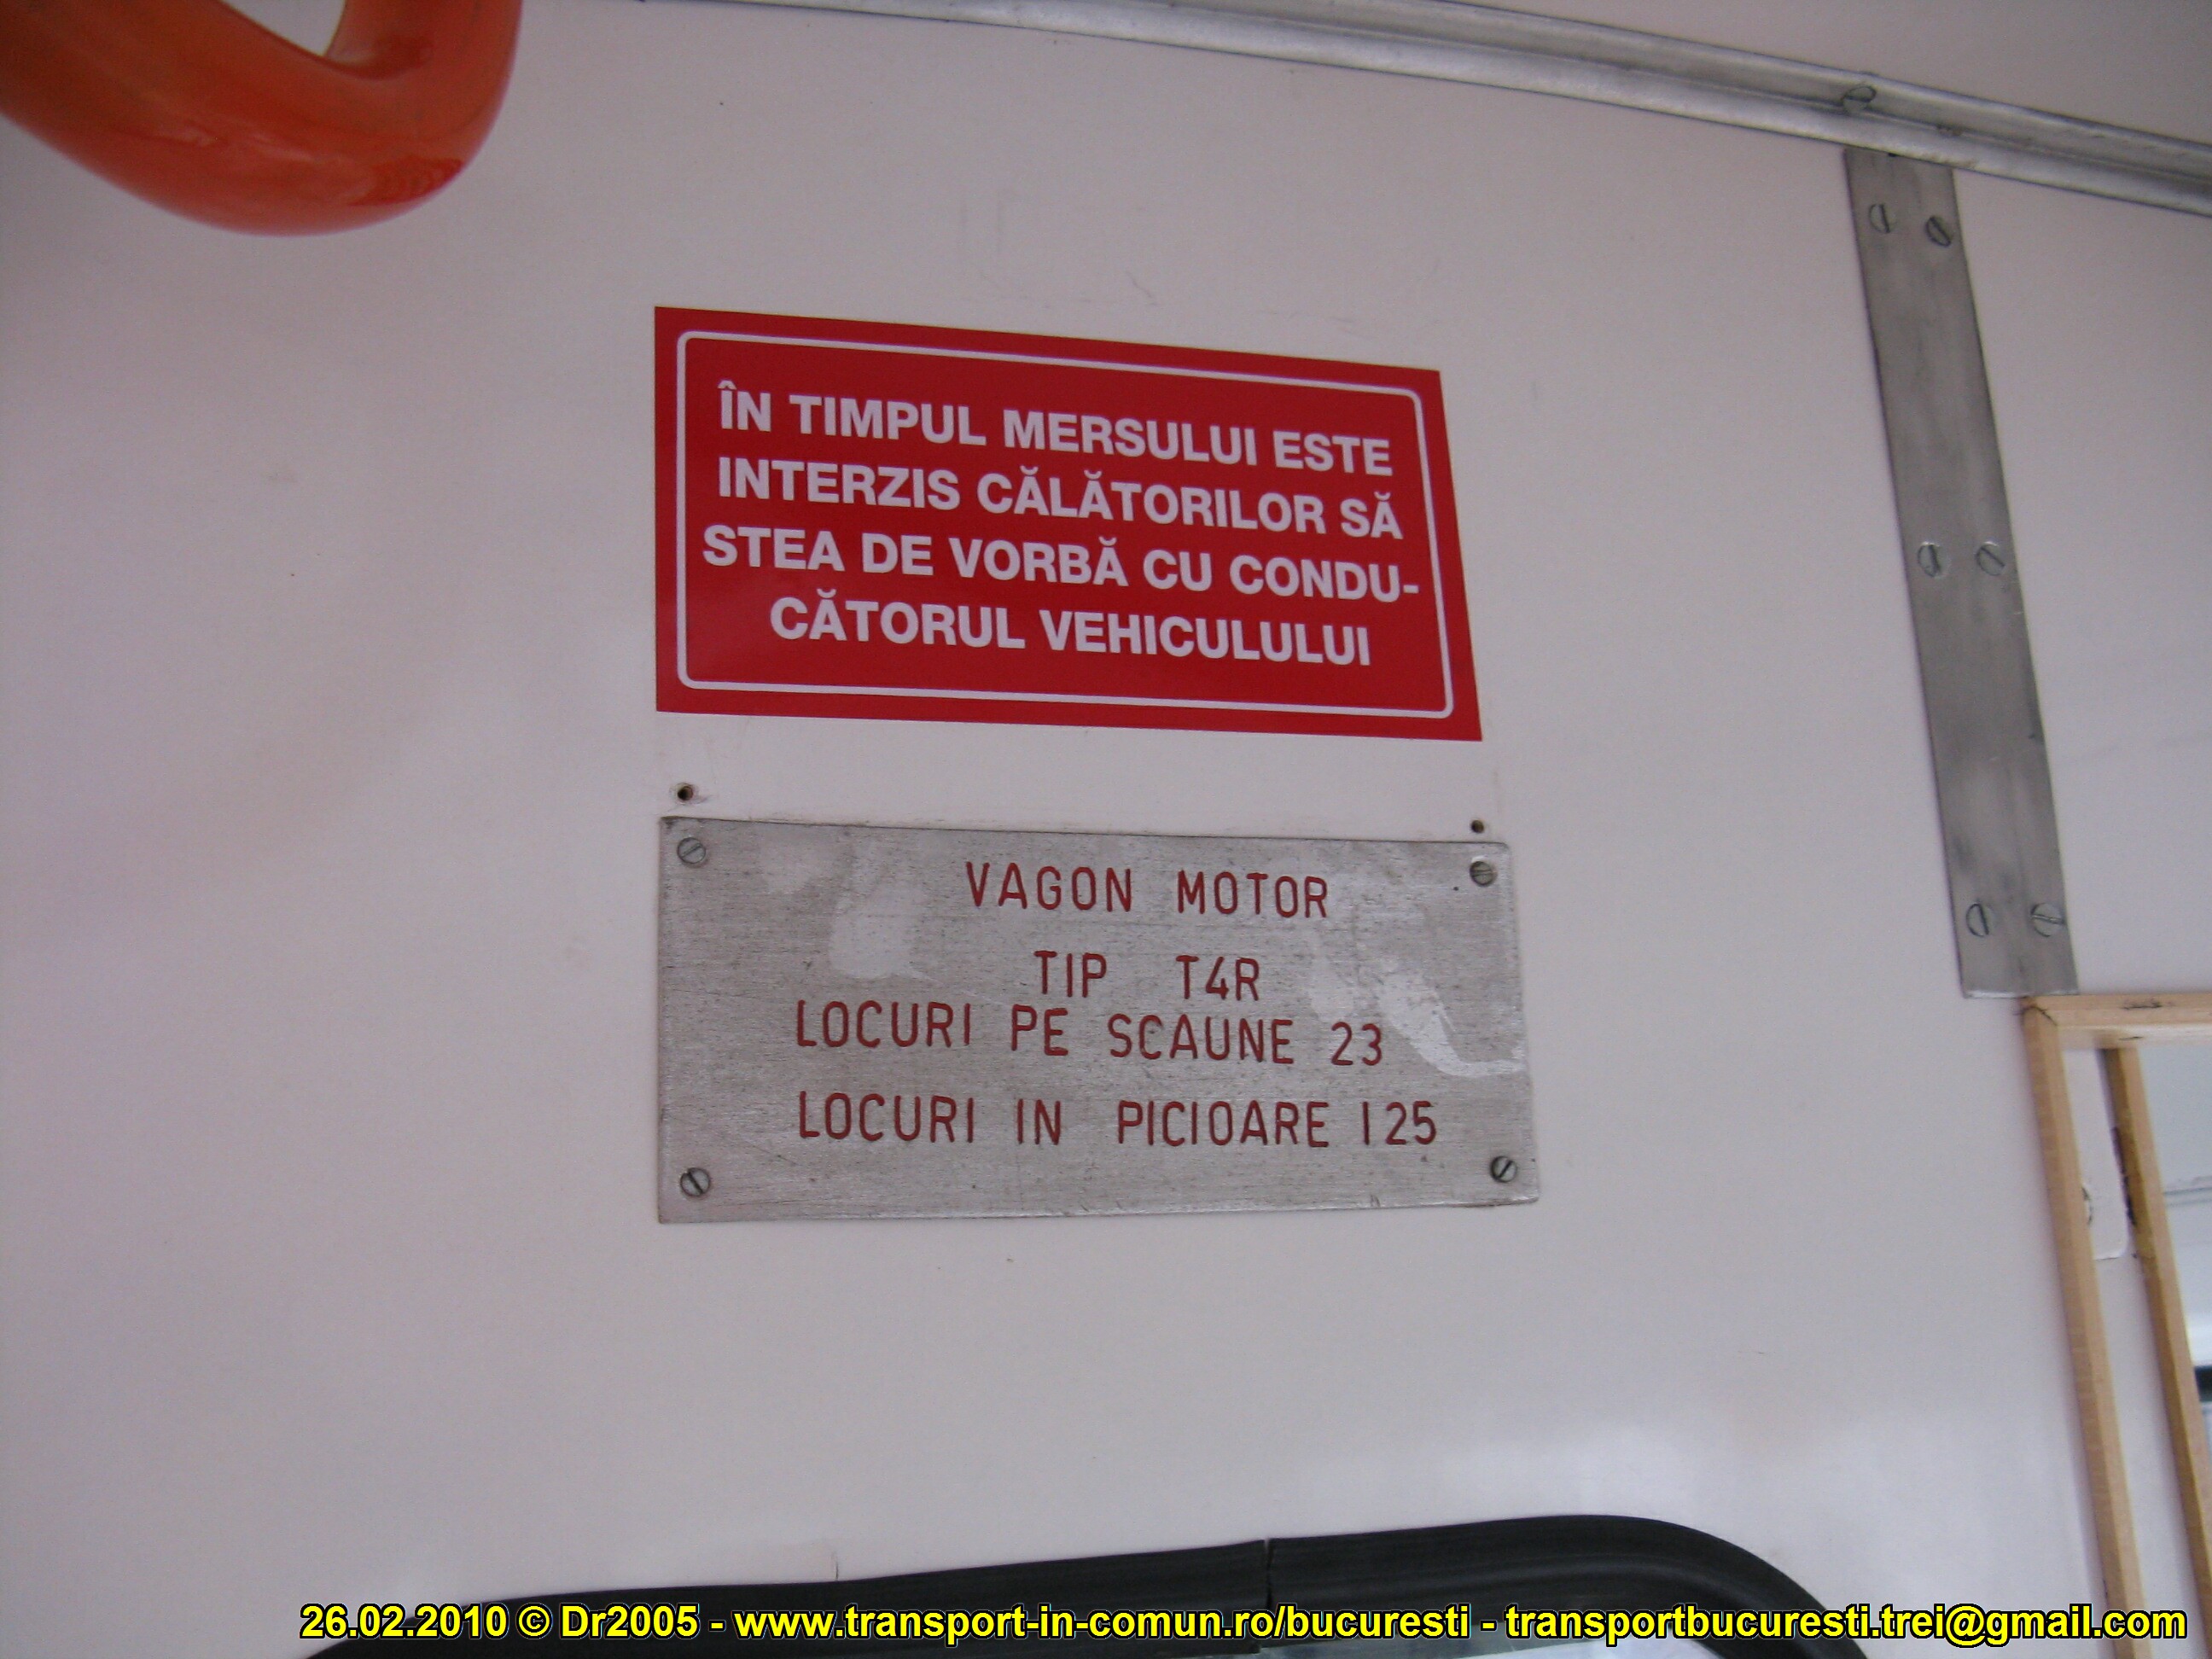 ÎN TIMPUL MERSULUI ESTE
INTERZIS CĂLĂTORILOR SĂ
STEA DE VORBĂ CU CONDU-
CĂTORUL VEHICULULUI
VAGON MOTOR
TIP T4R
LOCURI PE SCAUNE 23
LOCURI IN PICIOARE 125
26.02.2010 © Dr2005 - www.transport-in-comun.ro/bucuresti - transportbucuresti.trei@gmail.com